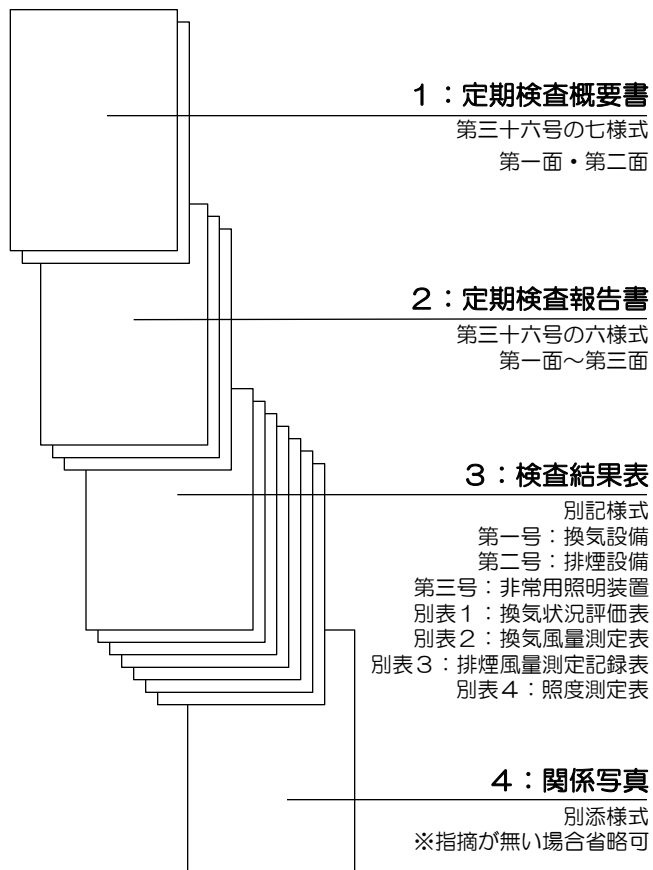 1：定期検査概要書
第三十六号の七様式
第一面・第二面
2：定期検査報告書
第三十六号の六様式
第一面～第三面
3：検査結果表
別記様式
第一号：換気設備
第二号：排煙設備
第三号：非常用照明装置
別表1：換気状況評価表
別表2：換気風量測定表
別表3：排煙風量測定記録表
別表4：照度測定表
4：関係写真
別添様式
※指摘が無い場合省略可